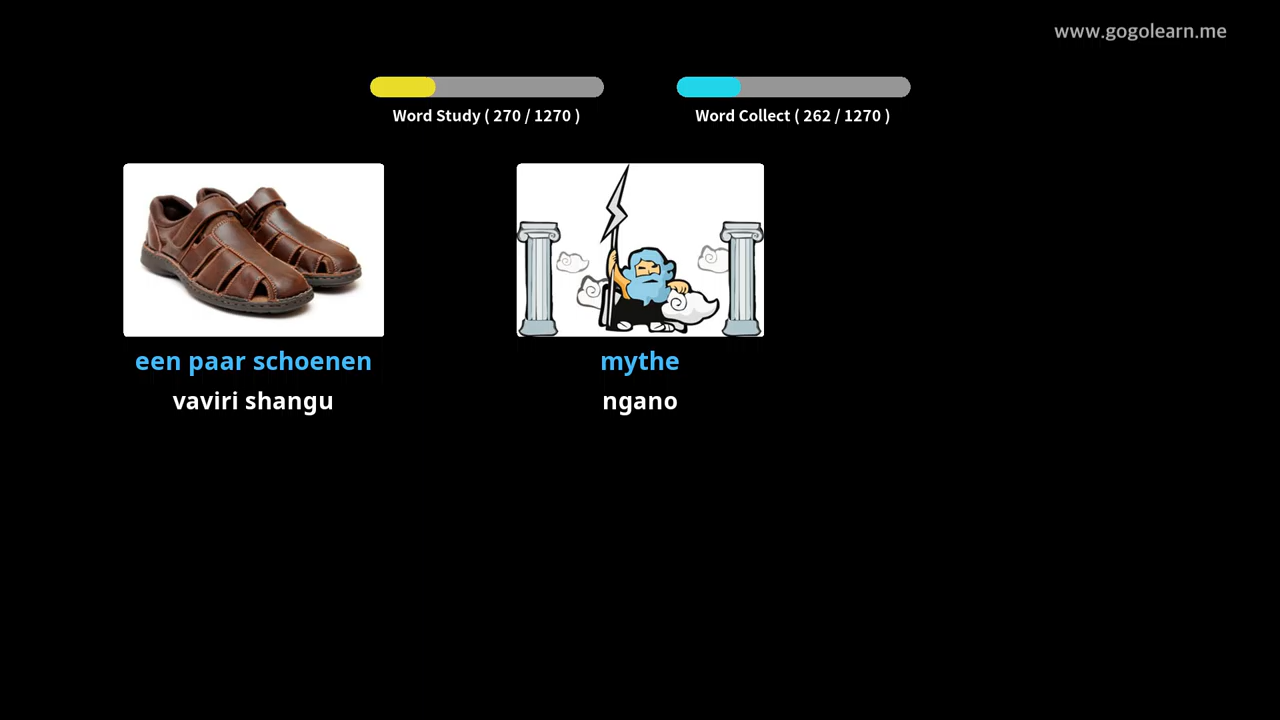 www.gogolearn.me
Word Study ( 270 / 1270 )
Word Collect ( 262 / 1270 )
een paar schoenen
vaviri shangu
mythe
ngano